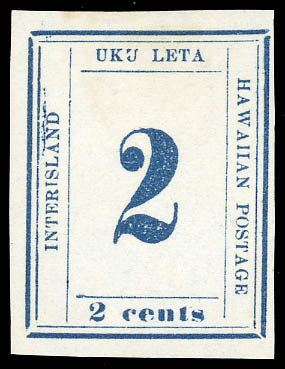 UKU LETA
INTERISLAND
2
HAWAIIAN POSTAGE
2 cents